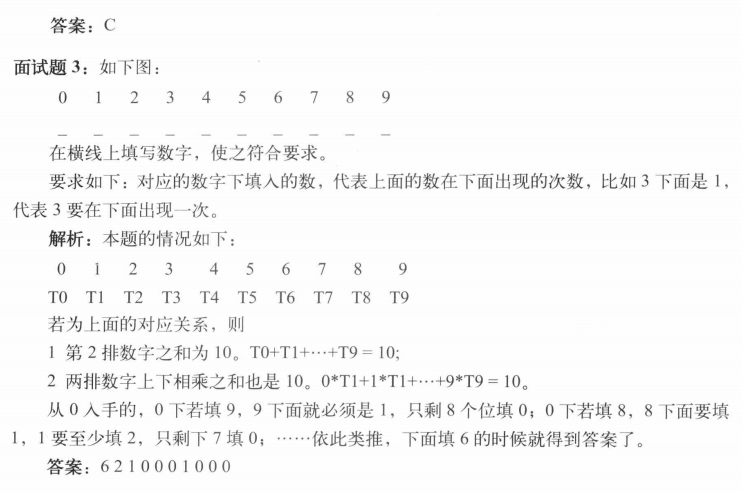 答案：C
面试题 3：如下图：
0 1 2 3 4 5 6 7 8 9
_ _ _ _ _ _ _ _ _ _
在横线上填写数字，使之符合要求。
要求如下：对应的数字下填入的数，代表上面的数在下面出现的次数，比如 3 下面是 1，
代表 3 要在下面出现一次。
解析：本题的情况如下：
0 1 2 3 4 5 6 7 8 9
T0 T1 T2 T3 T4 T5 T6 T7 T8 T9
若为上面的对应关系，则
1 第 2 排数字之和为 10。T0+T1+···+T9 = 10;
2 两排数字上下相乘之和也是 10。0*T1+1*T1+···+9*T9 = 10。
从 0 入手的，0 下若填 9，9 下面就必须是 1，只剩 8 个位填 0；0 下若填 8，8 下面要填
1，1 要至少填 2，只剩下 7 填 0；……依此类推，下面填 6 的时候就得到答案了。
答案：6 2 1 0 0 0 1 0 0 0